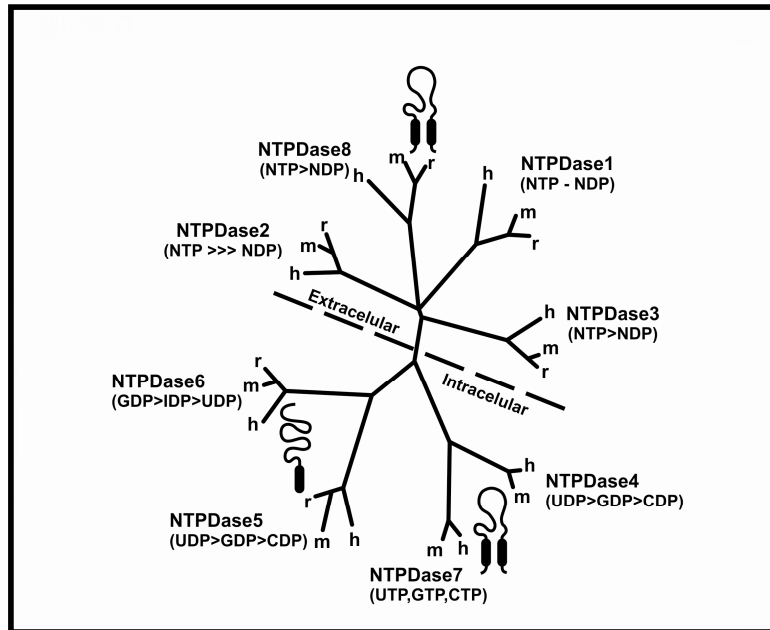 m r
NTPDase8
(NTP>NDP)
h
h
NTPDase1
(NTP - NDP)
m
r
NTPDase2
(NTP >>> NDP)
r
m
h
Extracelular
h
NTPDase3
(NTP>NDP)
m
r
Intracelular
r
NTPDase6
(GDP>IDP>UDP)
m
h
h
m
NTPDase4
(UDP>GDP>CDP)
r
NTPDase5
(UDP>GDP>CDP)
m
h
m h
NTPDase7
(UTP,GTP,CTP)